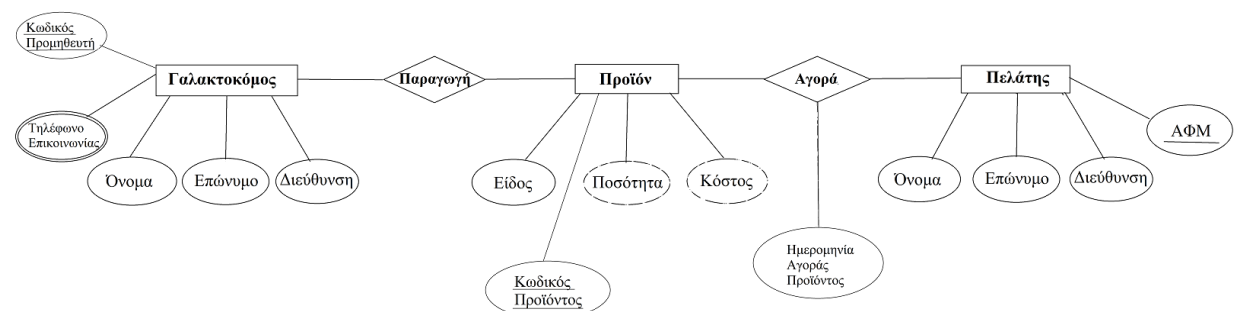 Κωδικός
Προμηθευτή
Γαλακτοκόμος
Παραγωγή
Προϊόν
Αγορά
Πελάτης
Τηλέφωνο
Επικοινωνίας
ΑΦΜ
Όνομα
Επώνυμο
Διεύθυνση
Είδος
Ποσότητα
Κόστος
Όνομα
Επώνυμο
Διεύθυνση
Κωδικός
Προϊόντος
Ημερομηνία
Αγοράς
Προϊόντος